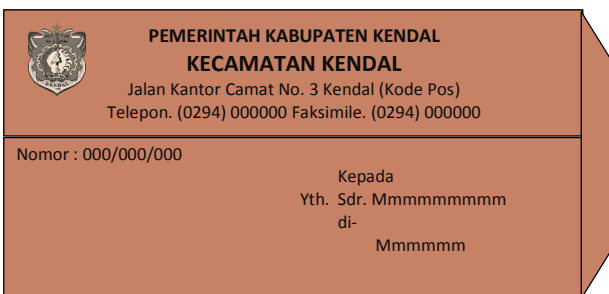 PEMERINTAH KABUPATEN KENDAL
KECAMATAN KENDAL
Jalan Kantor Camat No. 3 Kendal (Kode Pos)
Telepon. (0294) 000000 Faksimile. (0294) 000000
KENDAL
Nomor : 000/000/000
Kepada
Yth. Sdr. Mmmmmmmmm
di-
Mmmmmm